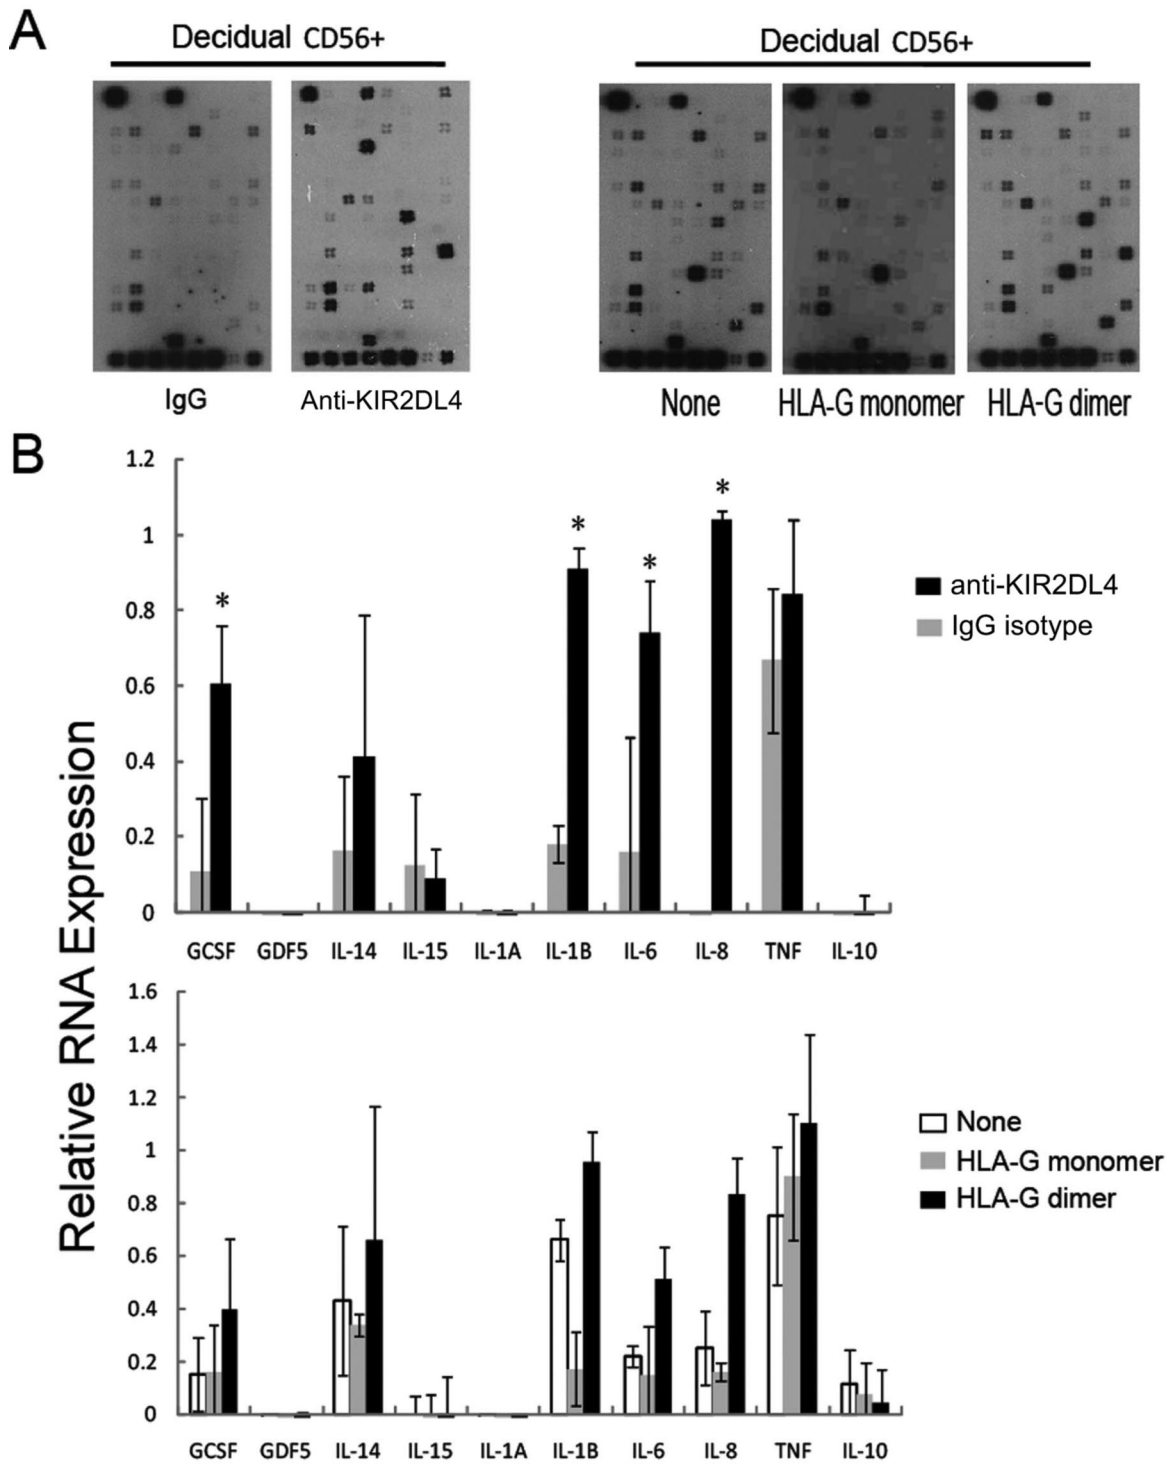 A
Decidual CD56+
Decidual CD56+
IgG
Anti-KIR2DL4
None
HLA-G monomer
HLA-G dimer
B
Relative RNA Expression
1.2
1
0.8
0.6
0.4
0.2
0
*
*
*
*
anti-KIR2DL4
IgG isotype
GCSF GDF5 IL-14 IL-15 IL-1A IL-1B IL-6 IL-8 TNF IL-10
1.6
1.4
1.2
1
0.8
0.6
0.4
0.2
0
None
HLA-G monomer
HLA-G dimer
GCSF GDF5 IL-14 IL-15 IL-1A IL-1B IL-6 IL-8 TNF IL-10